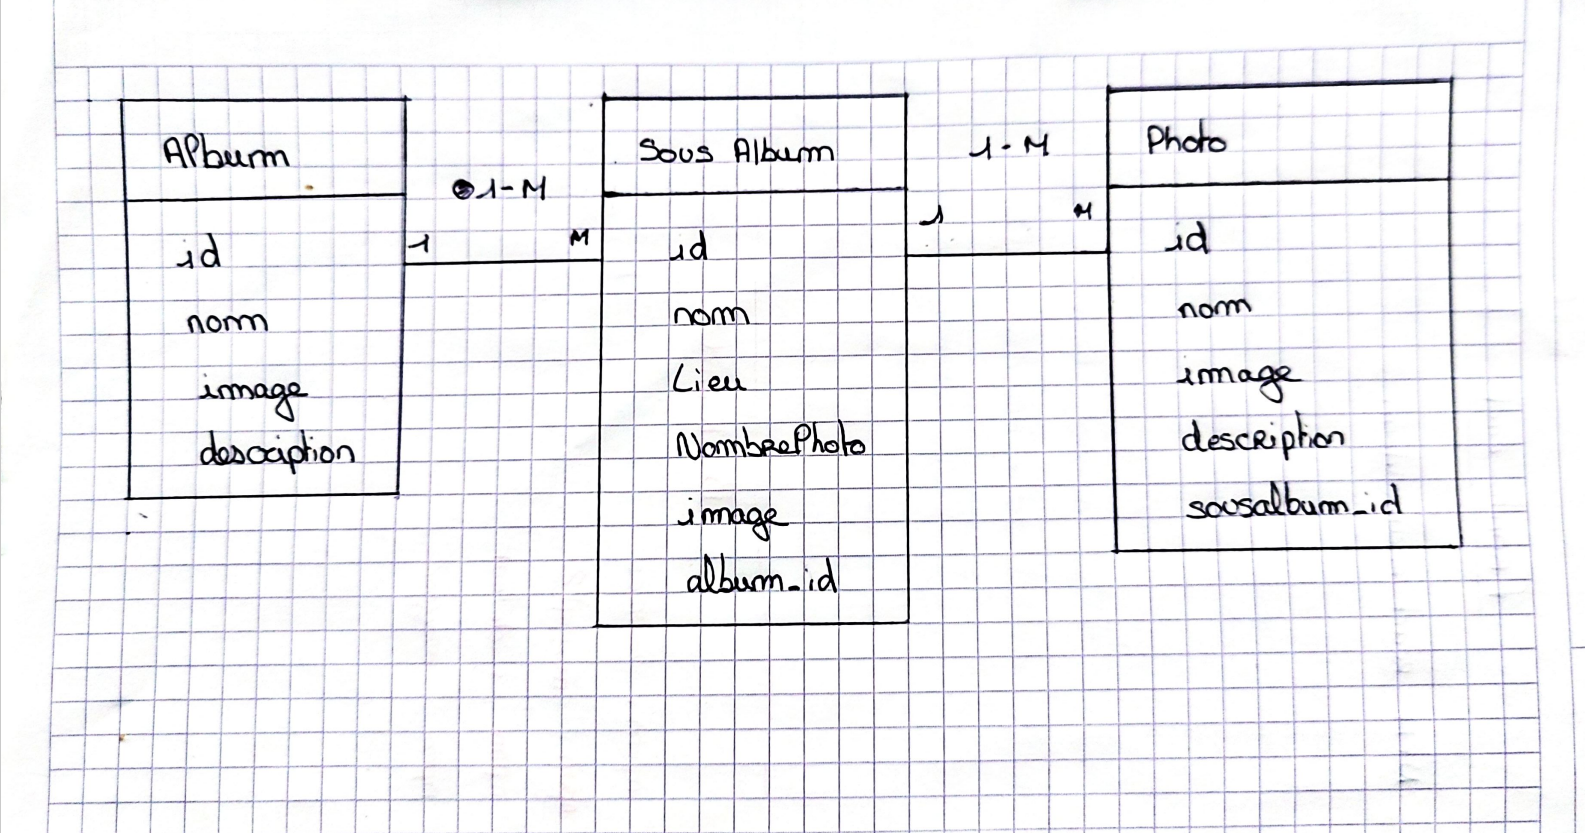 Album
id
nom
image
description
1-M
1 M
Sous Album
id
nom
Lieu
NombrePhoto
image
album_id
1-M
1 M
Photo
id
nom
image
description
sousalbum_id